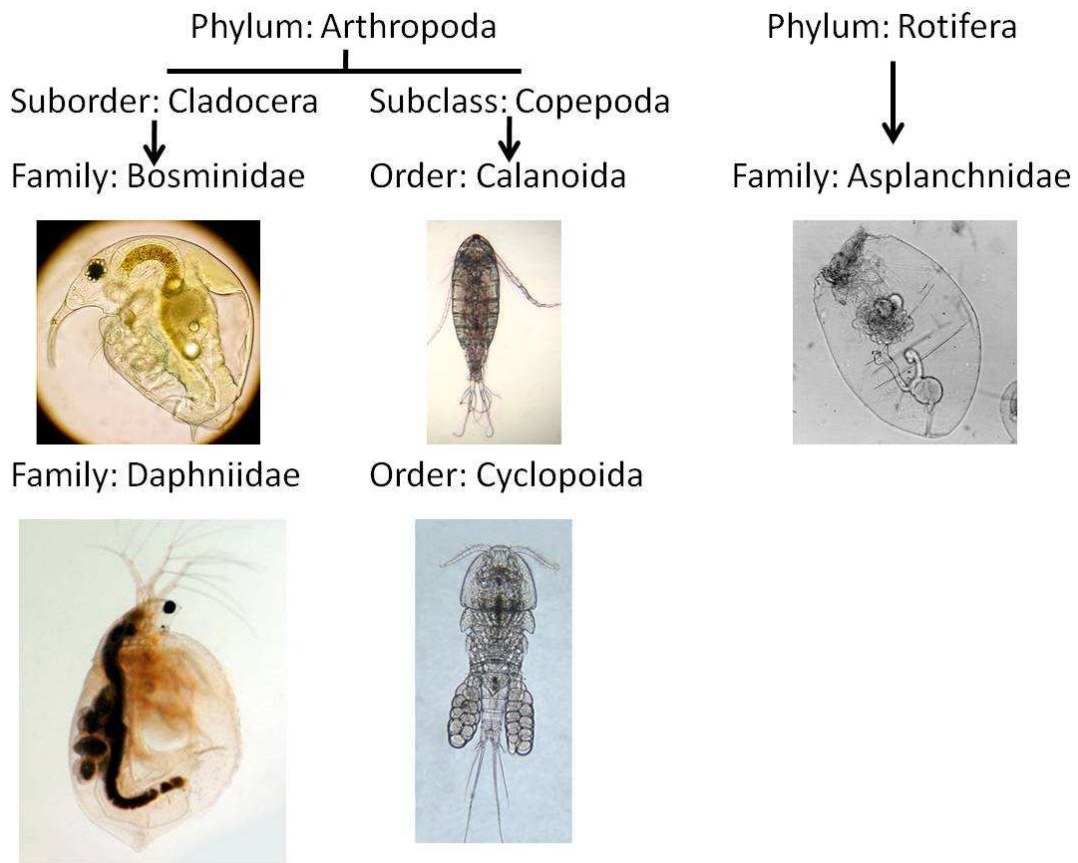 Phylum: Arthropoda
Phylum: Rotifera
Suborder: Cladocera
Subclass: Copepoda
Family: Bosminidae
Order: Calanoida
Family: Asplanchnidae
Family: Daphniidae
Order: Cyclopoida